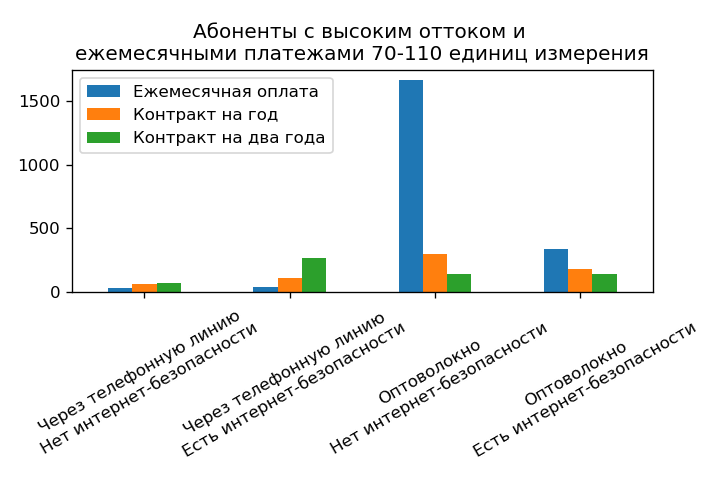 Абоненты с высоким оттоком и
ежемесячными платежами 70-110 единиц измерения
Ежемесячная оплата
Контракт на год
Контракт на два года
1500
1000
500
0
Через телефонную линию
Нет интернет-безопасности
Через телефонную линию
Есть интернет-безопасности
Оптоволокно
Нет интернет-безопасности
Оптоволокно
Есть интернет-безопасности